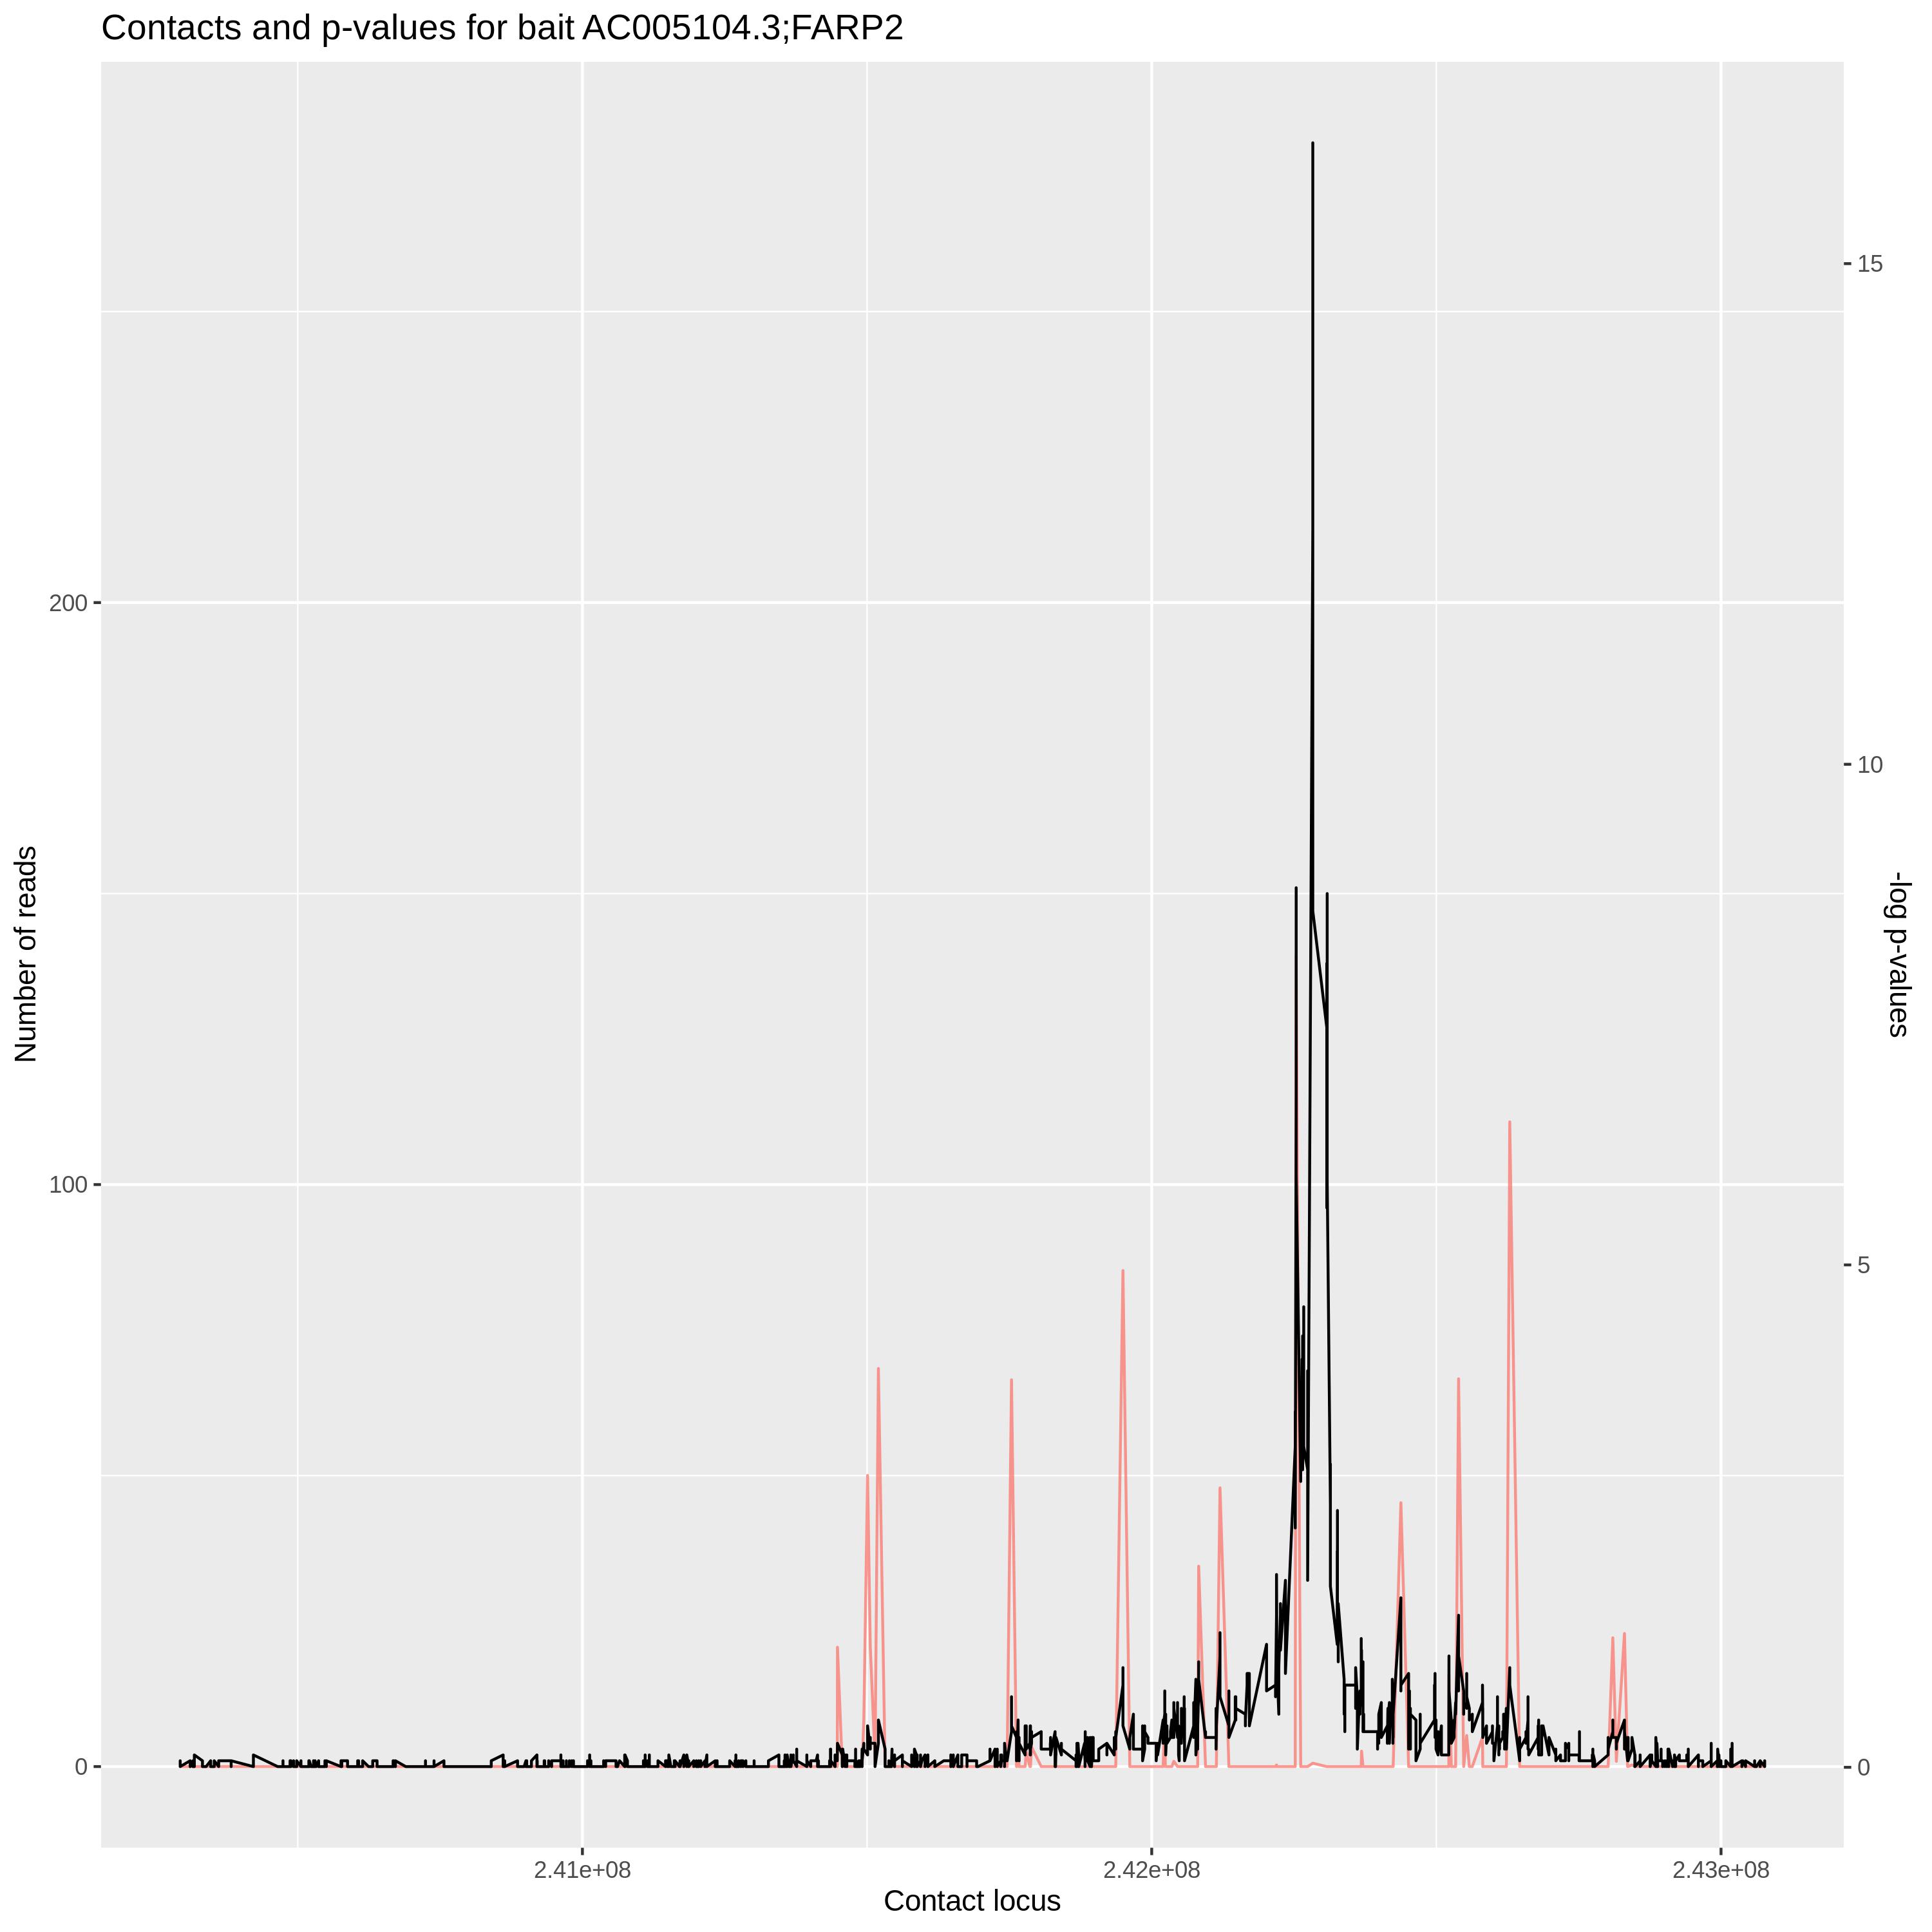 Contacts and p-values for bait AC005104.3;FARP2
Number of reads
200
100
0
15
10
5
0
-log p-values
2.41e+08
2.42e+08
2.43e+08
Contact locus